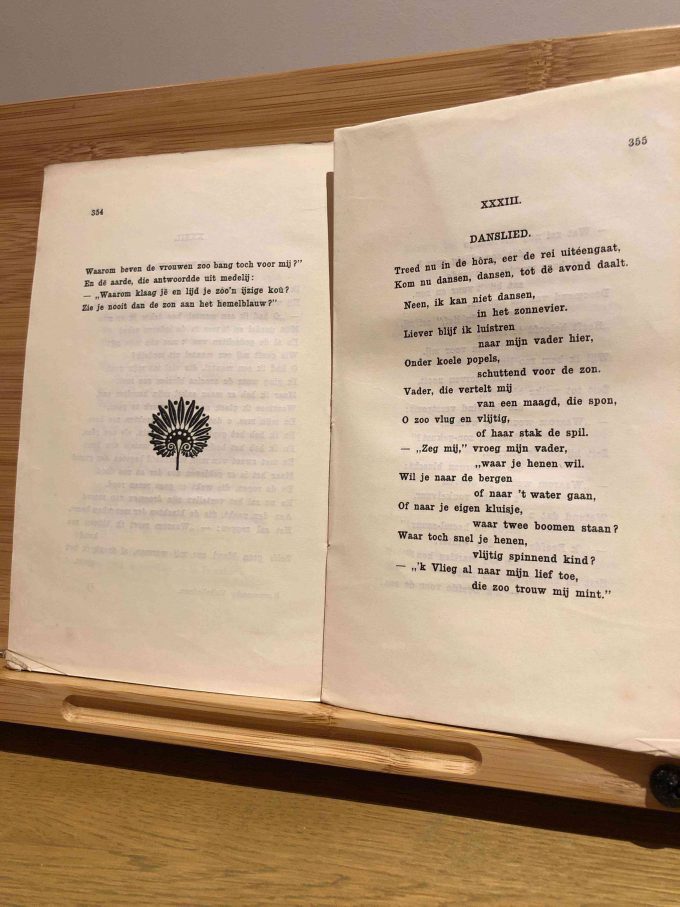 354
Waarom beven de vrouwen zoo bang toch voor mij?"
En dë aarde, die antwoordde uit medelij:
— „Waarom klaag jë en lijd je zóo'n ijzige koû?
Zie je nooit dan de zon aan het hemelblauw?"
355
XXXIII.
DANSLIED.
Treed nu in de hòra, eer de rei uitéengaat,
Kom nu dansen, dansen, tot dë avond daalt.
Neen, ik kan niet dansen,
in het zonnevier.
Liever blijf ik luistren
naar mijn vader hier,
Onder koele popels,
schuttend voor de zon.
Vader, die vertelt mij
van een maagd, die spon,
O zoo vlug en vlijtig,
of haar stak de spil.
— „Zeg mij," vroeg mijn vader,
„waar je henen wil.
Wil je naar de bergen
of naar 't water gaan,
Of naar je eigen kluisje,
waar twee boomen staan?
Waar toch snel je henen,
vlijtig spinnend kind?
— „'k Vlieg al naar mijn lief toe,
die zoo trouw mij mint."